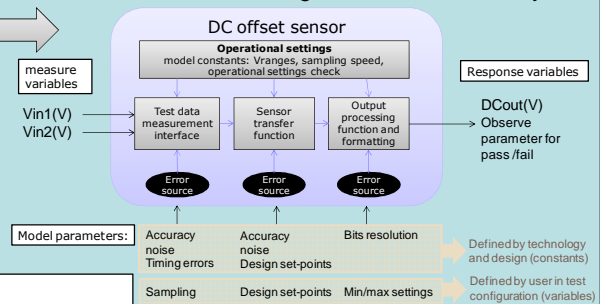 DC offset sensor
Operational settings
model constants: Vranges, sampling speed,
operational settings check
measure
variables
Response variables
Vin1(V)
Vin2(V)
Test data
measurement
interface
Sensor
transfer
function
Output
processing
function and
formatting
DCout(V)
Observe
parameter for
pass /fail
Error
source
Error
source
Error
source
Model parameters:
Accuracy
noise
Timing errors
Accuracy
noise
Design set-points
Bits resolution
Defined by technology
and design (constants)
Sampling
Design set-points
Min/max settings
Defined by user in test
configuration (variables)